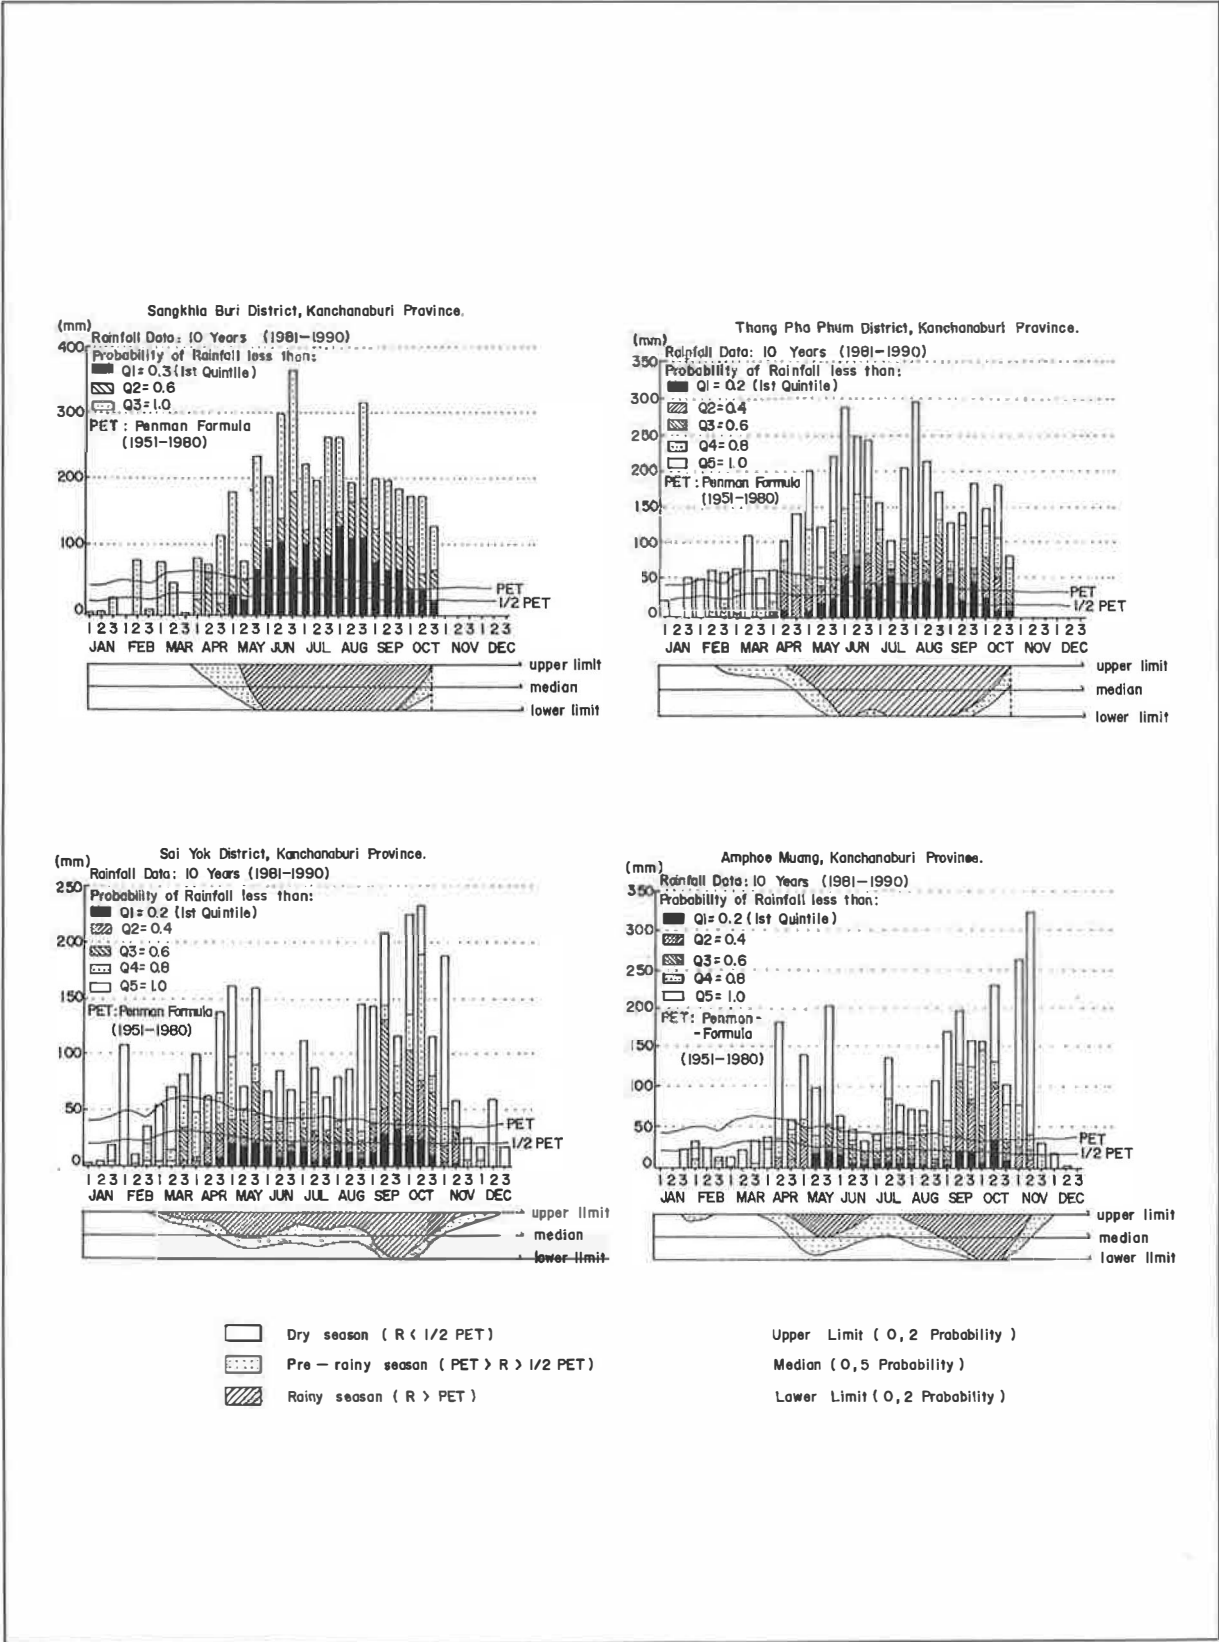 Sangkhla Buri District, Kanchanaburi Province.
(mm)
Rainfall Data: 10 Years (1981-1990)
Probability of Rainfall less than:
Q1=0.3 (1st Quintile)
Q2=0.6
Q3=1.0
PET : Penman Formula
(1951-1980)
400
300
200
100
0
PET
1/2 PET
1 2 3 1 2 3 1 2 3 1 2 3 1 2 3 1 2 3 1 2 3 1 2 3 1 2 3 1 2 3 1 2 3 1 2 3
JAN FEB MAR APR MAY JUN JUL AUG SEP OCT NOV DEC
upper limit
median
lower limit
Thong Pha Phum District, Kanchanaburi Province.
(mm)
Rainfall Data: 10 Years (1981-1990)
Probability of Rainfall less than:
Q1 = 0.2 (1st Quintile)
Q2=0.4
Q3=0.6
Q4=0.8
Q5=1.0
PET : Penman Formula
(1951-1980)
350
300
250
200
150
100
50
0
PET
1/2 PET
1 2 3 1 2 3 1 2 3 1 2 3 1 2 3 1 2 3 1 2 3 1 2 3 1 2 3 1 2 3 1 2 3 1 2 3
JAN FEB MAR APR MAY JUN JUL AUG SEP OCT NOV DEC
upper limit
median
lower limit
Sai Yok District, Kanchanaburi Province.
(mm)
Rainfall Data: 10 Years (1981-1990)
Probability of Rainfall less than:
Q1=0.2 (1st Quintile)
Q2=0.4
Q3=0.6
Q4=0.8
Q5=1.0
PET:Penman Formula
(1951-1980)
250
200
150
100
50
0
PET
1/2 PET
1 2 3 1 2 3 1 2 3 1 2 3 1 2 3 1 2 3 1 2 3 1 2 3 1 2 3 1 2 3 1 2 3 1 2 3
JAN FEB MAR APR MAY JUN JUL AUG SEP OCT NOV DEC
upper limit
median
lower limit
Amphoe Muang, Kanchanaburi Province.
(mm)
Rainfall Data: 10 Years (1981-1990)
Probability of Rainfall less than:
Q1=0.2 (1st Quintile)
Q2=0.4
Q3=0.6
Q4=0.8
Q5=1.0
PET: Penman-
-Formula
(1951-1980)
350
300
250
200
150
100
50
0
PET
1/2 PET
1 2 3 1 2 3 1 2 3 1 2 3 1 2 3 1 2 3 1 2 3 1 2 3 1 2 3 1 2 3 1 2 3 1 2 3
JAN FEB MAR APR MAY JUN JUL AUG SEP OCT NOV DEC
upper limit
median
lower limit
Dry season ( R < 1/2 PET)
Pre - rainy season ( PET > R > 1/2 PET)
Rainy season ( R > PET )
Upper Limit ( 0,2 Probability )
Median ( 0,5 Probability )
Lower Limit ( 0,2 Probability )